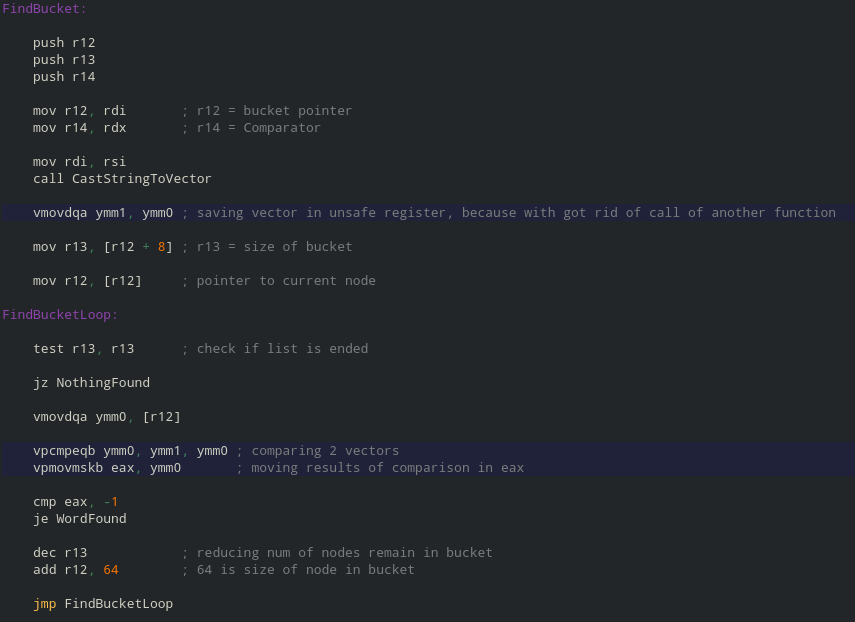 FindBucket:
push r12
push r13
push r14
mov r12, rdi ; r12 = bucket pointer
mov r14, rdx ; r14 = Comparator
mov rdi, rsi
call CastStringToVector
vmovdqa ymm1, ymm0 ; saving vector in unsafe register, because with got rid of call of another function
mov r13, [r12 + 8] ; r13 = size of bucket
mov r12, [r12] ; pointer to current node
FindBucketLoop:
test r13, r13 ; check if list is ended
jz NothingFound
vmovdqa ymm0, [r12]
vpcmpeqb ymm0, ymm1, ymm0 ; comparing 2 vectors
vpmovmskb eax, ymm0 ; moving results of comparison in eax
cmp eax, -1
je WordFound
dec r13 ; reducing num of nodes remain in bucket
add r12, 64 ; 64 is size of node in bucket
jmp FindBucketLoop